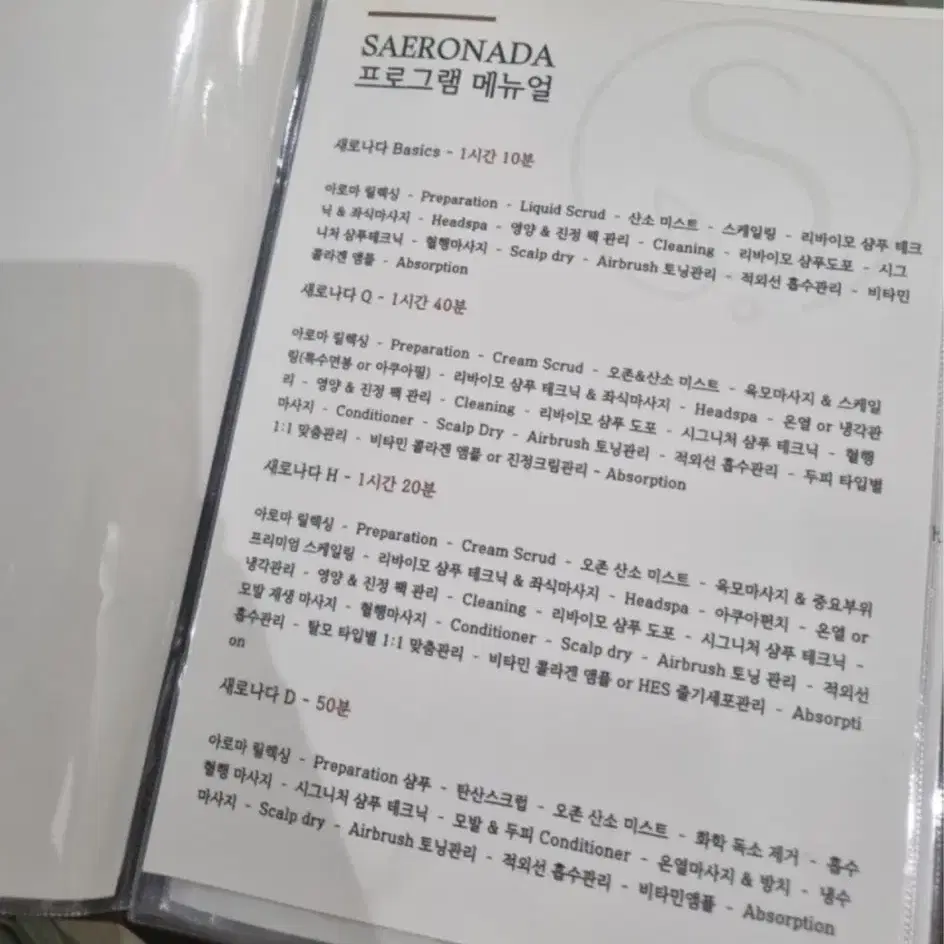 SAERONADA
프로그램 메뉴얼
새로나다 Basics - 1시간 10분
아로마 릴렉싱 - Preparation - Liquid Scrud - 산소 미스트 - 스케일링 - 리바이모 샴푸 테크
닉 & 좌식마사지 - Headspa - 영양 & 진정 팩 관리 - Cleaning - 리바이모 샴푸도포 - 시그
니처 샴푸테크닉 - 혈행마사지 - Scalp dry - Airbrush 토닝관리 - 적외선 흡수관리 - 비타민
콜라겐 앰플 - Absorption
새로나다 Q - 1시간 40분
아로마 릴렉싱 - Preparation - Cream Scrud - 오존&산소 미스트 - 육모마사지 & 스케일
링(특수면봉 or 아쿠아필) - 리바이모 샴푸 테크닉 & 좌식마사지 - Headspa - 온열 or 냉각관
리 - 영양 & 진정 팩 관리 - Cleaning - 리바이모 샴푸 도포 - 시그니처 샴푸 테크닉 - 혈행
마사지 - Conditioner - Scalp Dry - Airbrush 토닝관리 - 적외선 흡수관리 - 두피 타입별
1:1 맞춤관리 - 비타민 콜라겐 앰플 or 진정크림관리 - Absorption
새로나다 H - 1시간 20분
아로마 릴렉싱 - Preparation - Cream Scrud - 오존 산소 미스트 - 육모마사지 & 중요부위
프리미엄 스케일링 - 리바이모 샴푸 테크닉 & 좌식마사지 - Headspa - 아쿠아펀치 - 온열 or
냉각관리 - 영양 & 진정 팩 관리 - Cleaning - 리바이모 샴푸 도포 - 시그니처 샴푸 테크닉 -
모발 재생 마사지 - 혈행마사지 - Conditioner - Scalp dry - Airbrush 토닝 관리 - 적외선
흡수관리 - 탈모 타입별 1:1 맞춤관리 - 비타민 콜라겐 앰플 or HES 줄기세포관리 - Absorpti
on
새로나다 D - 50분
아로마 릴렉싱 - Preparation 샴푸 - 탄산스크럽 - 오존 산소 미스트 - 화학 독소 제거 - 흡수
혈행 마사지 - 시그니처 샴푸 테크닉 - 모발 & 두피 Conditioner - 온열마사지 & 방치 - 냉수
마사지 - Scalp dry - Airbrush 토닝관리 - 적외선 흡수관리 - 비타민앰플 - Absorption